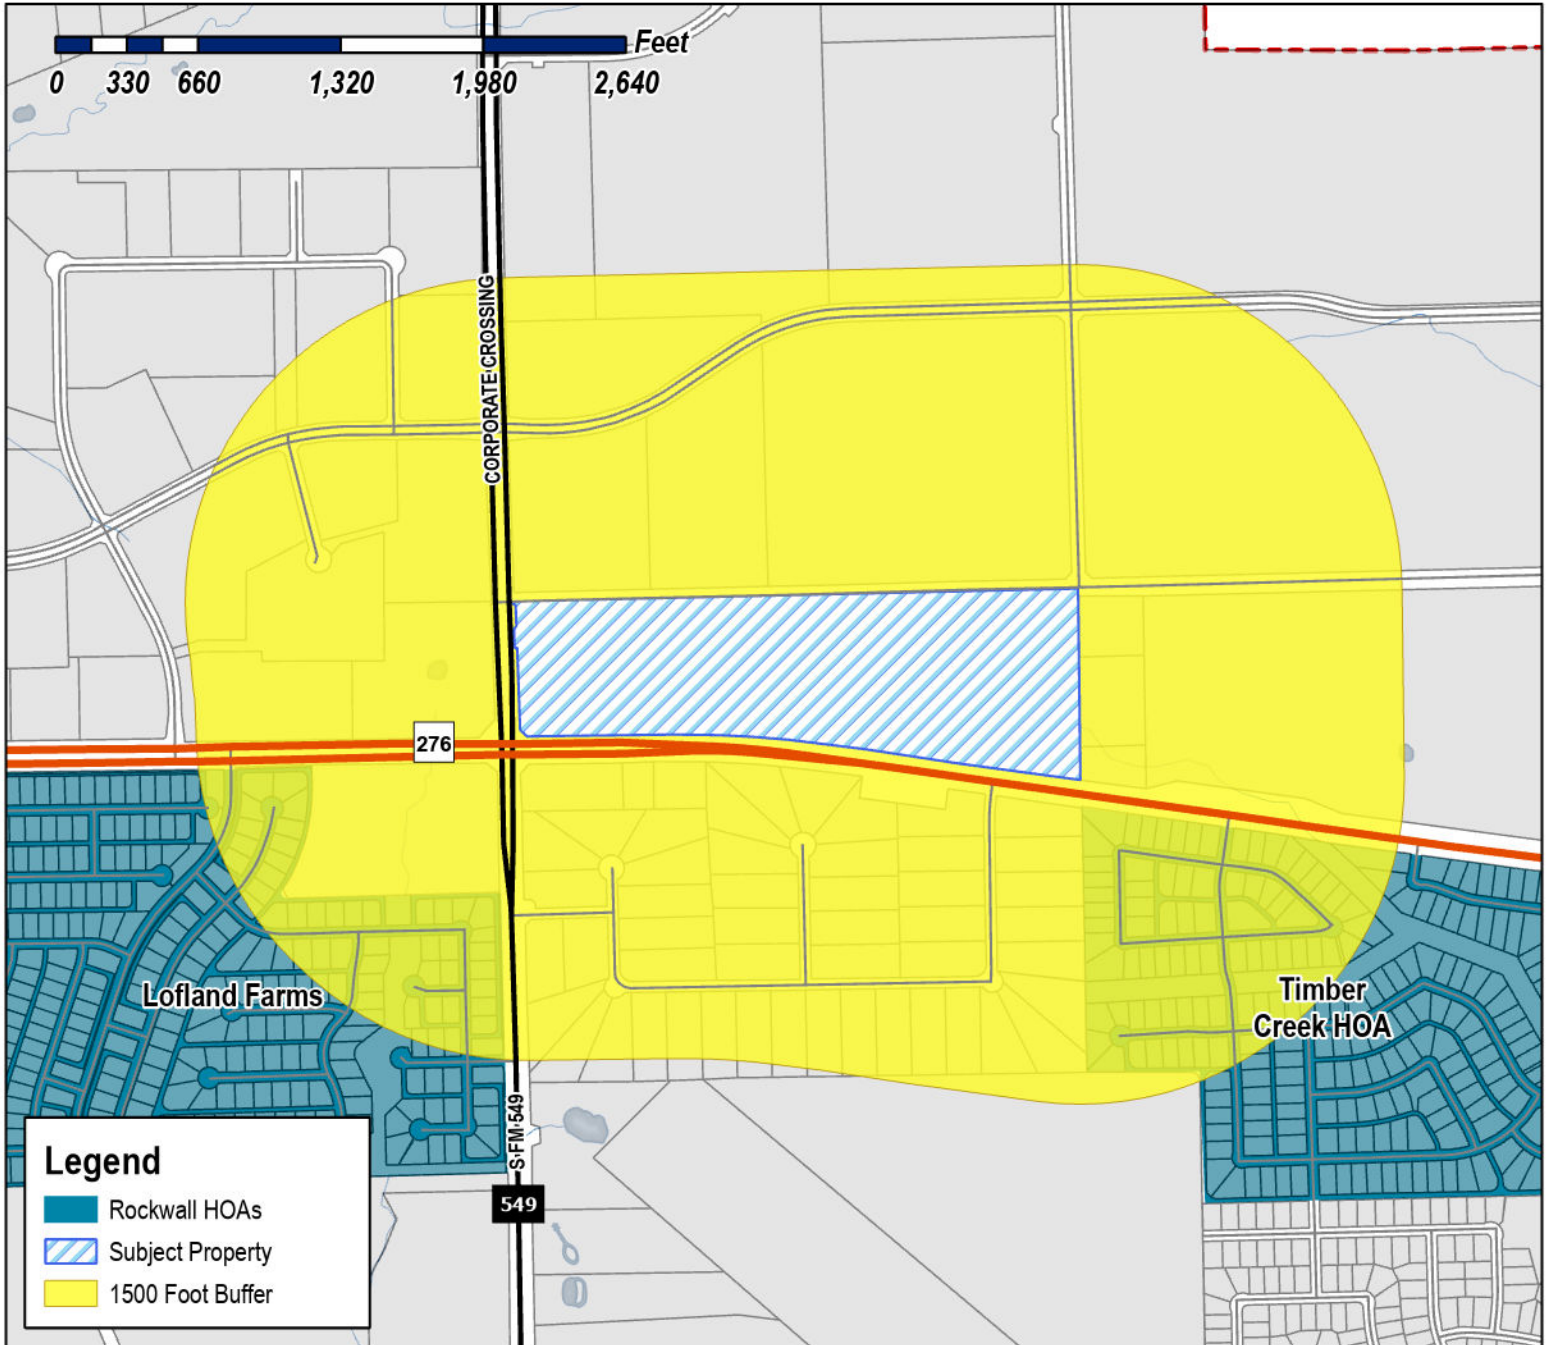 Feet
0 330 660 1,320 1,980 2,640
CORPORATE CROSSING
276
Lofland Farms
Timber
Creek HOA
S FM 549
549
Legend
Rockwall HOAs
Subject Property
1500 Foot Buffer